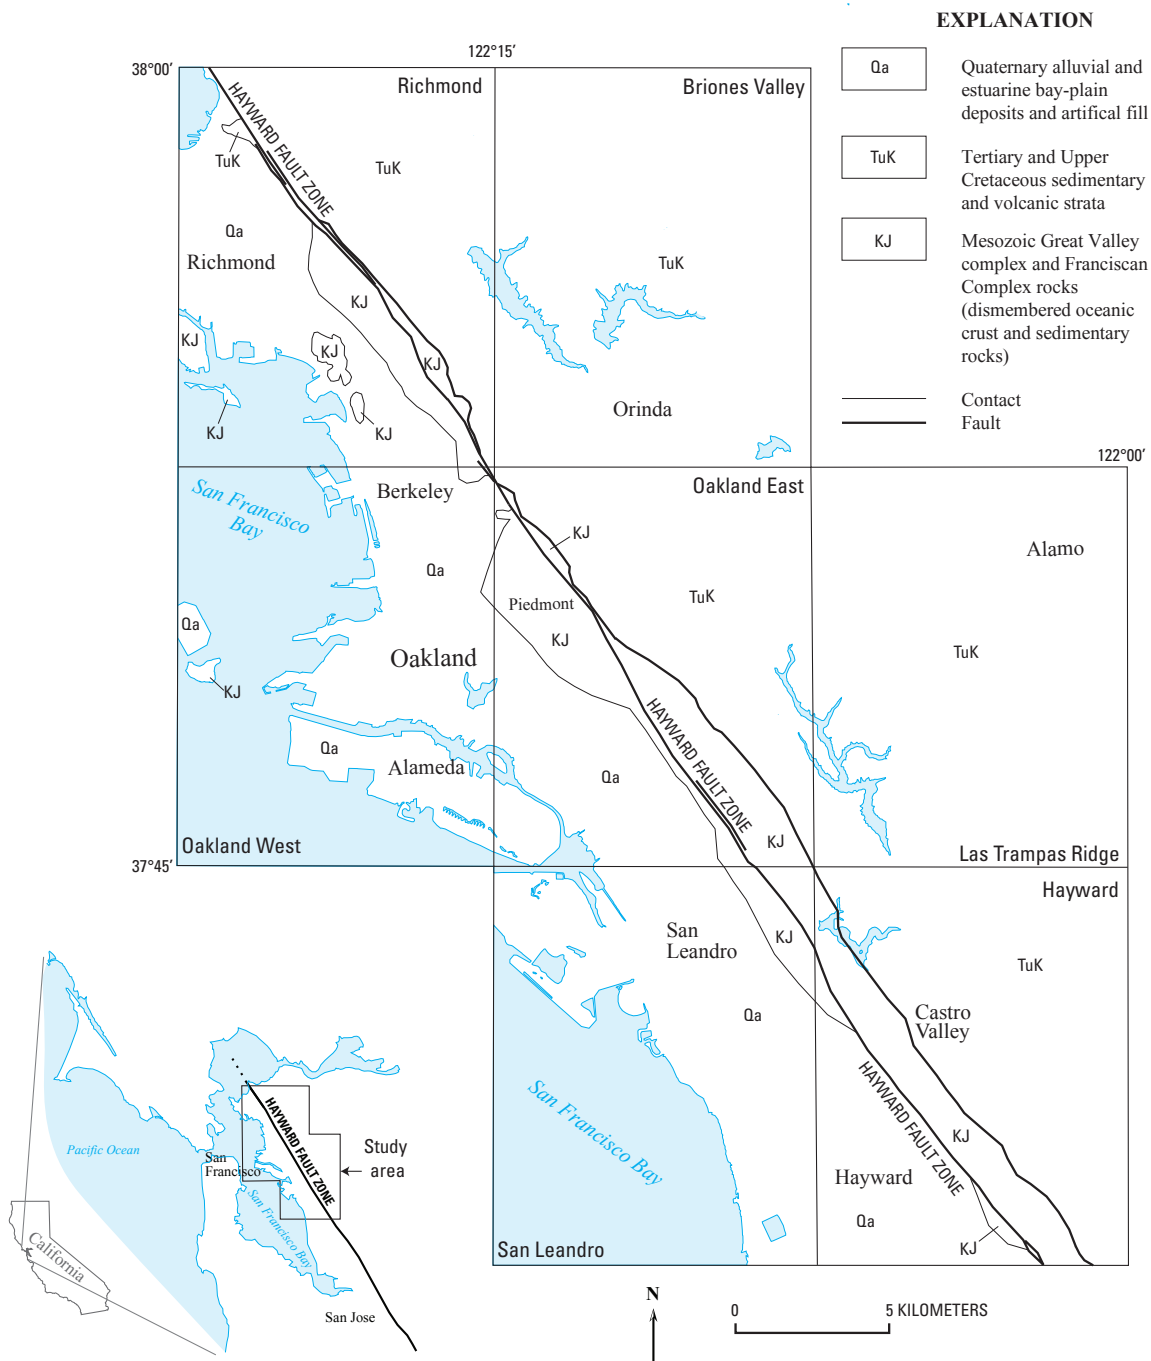 EXPLANATION
Qa
Quaternary alluvial and
estuarine bay-plain
deposits and artifical fill
TuK
Tertiary and Upper
Cretaceous sedimentary
and volcanic strata
KJ
Mesozoic Great Valley
complex and Franciscan
Complex rocks
(dismembered oceanic
crust and sedimentary
rocks)
Contact
Fault
122°15′
38°00′
Richmond
Briones Valley
HAYWARD FAULT ZONE
TuK
TuK
Qa
Richmond
TuK
KJ
KJ
KJ
KJ
KJ
KJ
Orinda
122°00′
Berkeley
Oakland East
San Francisco
Bay
KJ
Alamo
Qa
TuK
Piedmont
Qa
KJ
TuK
Oakland
KJ
HAYWARD FAULT ZONE
Qa
Alameda
Qa
KJ
Oakland West
Las Trampas Ridge
37°45′
Hayward
San
Leandro
KJ
TuK
Qa
Castro
Valley
San Francisco Bay
HAYWARD FAULT ZONE
KJ
Hayward
Qa
KJ
San Leandro
HAYWARD FAULT ZONE
Pacific Ocean
San
Francisco
Study
area
San Francisco Bay
California
San Jose
N
0
5 KILOMETERS